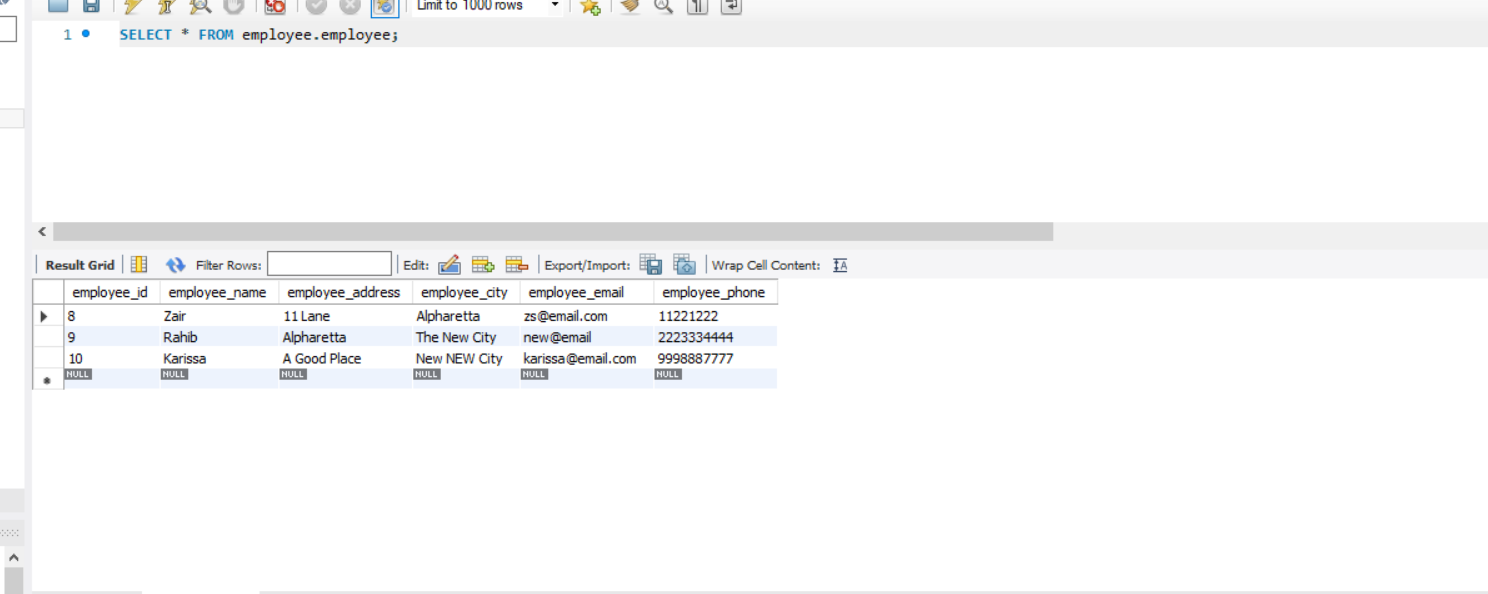 Limit to 1000 rows
1 SELECT * FROM employee.employee;
Result Grid Filter Rows: Edit: Export/Import: Wrap Cell Content: IA
employee_id employee_name employee_address employee_city employee_email employee_phone
8 Zair 11 Lane Alpharetta zs@email.com 11221222
9 Rahib Alpharetta The New City new@email 2223334444
10 Karissa A Good Place New NEW City karissa@email.com 9998887777
NULL NULL NULL NULL NULL NULL